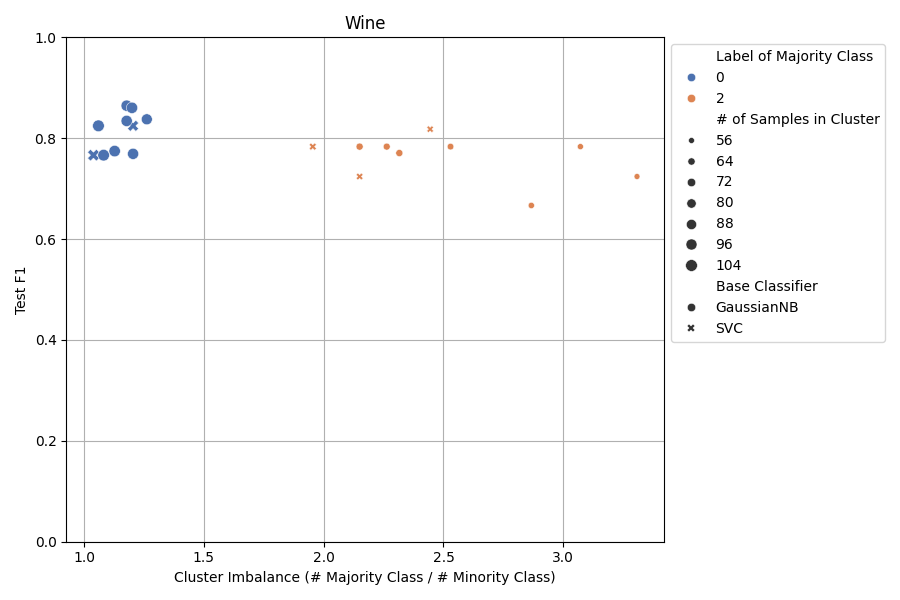 Wine
1.0
0.8
0.6
0.4
0.2
0.0
Test F1
1.0
1.5
2.0
2.5
3.0
Cluster Imbalance (# Majority Class / # Minority Class)
Label of Majority Class
0
2
# of Samples in Cluster
56
64
72
80
88
96
104
Base Classifier
GaussianNB
SVC